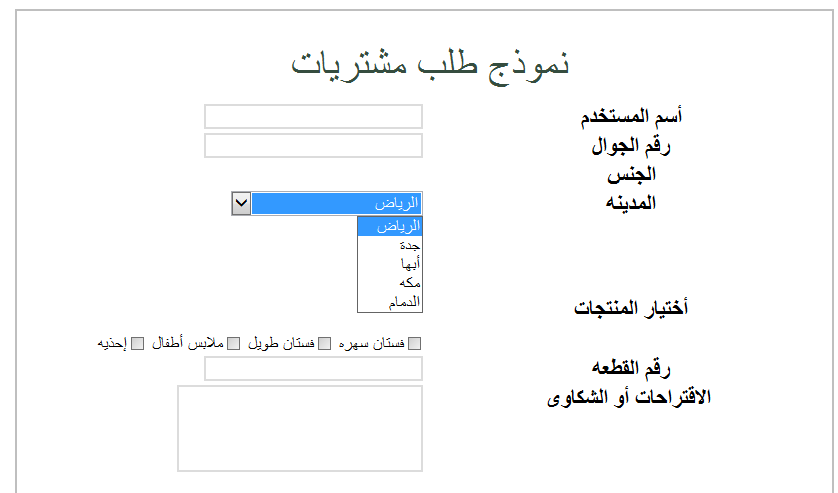 نموذج طلب مشتريات
أسم المستخدم
رقم الجوال
الجنس
المدينه
الرياض
الرياض
جدة
أبها
مكه
الدمام
أختيار المنتجات
فستان سهره فستان طويل ملابس أطفال إحذيه
رقم القطعه
الاقتراحات أو الشكاوى